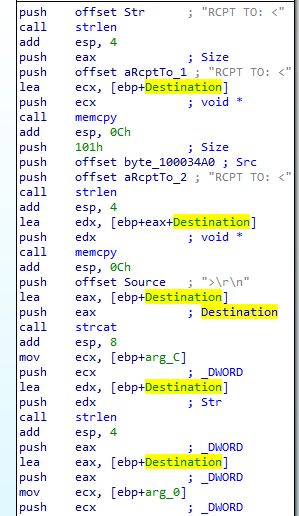 push offset Str ; "RCPT TO: <"
call strlen
add esp, 4
push eax ; Size
push offset aRcptTo_1 ; "RCPT TO: <"
lea ecx, [ebp+Destination]
push ecx ; void *
call memcpy
add esp, 0Ch
push 101h ; Size
push offset byte_100034A0 ; Src
push offset aRcptTo_2 ; "RCPT TO: <"
call strlen
add esp, 4
lea edx, [ebp+eax+Destination]
push edx ; void *
call memcpy
add esp, 0Ch
push offset Source ; ">\r\n"
lea eax, [ebp+Destination]
push eax ; Destination
call strcat
add esp, 8
mov ecx, [ebp+arg_C]
push ecx ; _DWORD
lea edx, [ebp+Destination]
push edx ; Str
call strlen
add esp, 4
push eax ; _DWORD
lea eax, [ebp+Destination]
push eax ; _DWORD
mov ecx, [ebp+arg_0]
push ecx ; _DWORD